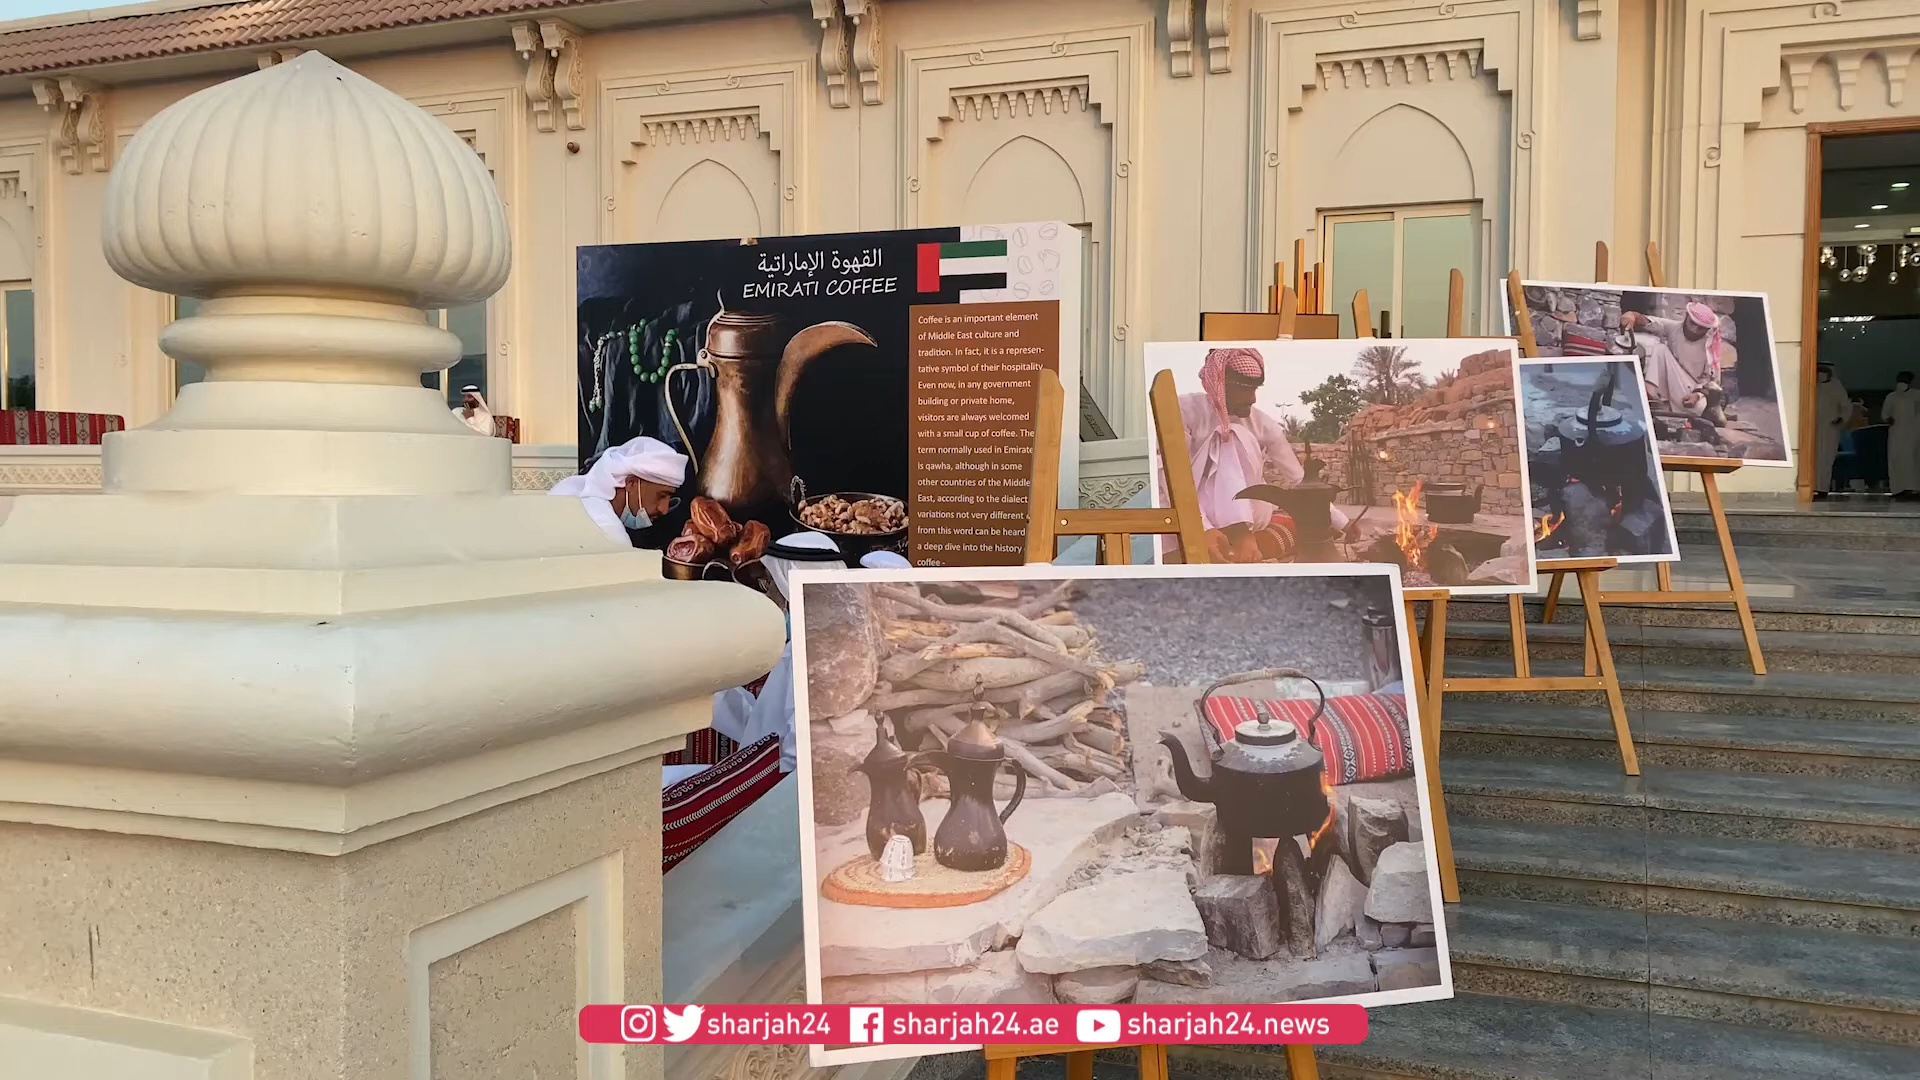 القهوة الإماراتية
EMIRATI COFFEE
Coffee is an important element
of Middle East culture and
tradition. In fact, it is a represen-
tative symbol of their hospitality
Even now, in any government
building or private home,
visitors are always welcomed
with a small cup of coffee. The
term normally used in Emirate
is qawha, although in some
other countries of the Middle
East, according to the dialect
variations not very different
from this word can be heard
a deep dive into the history
coffee -
sharjah24 sharjah24.ae sharjah24.news